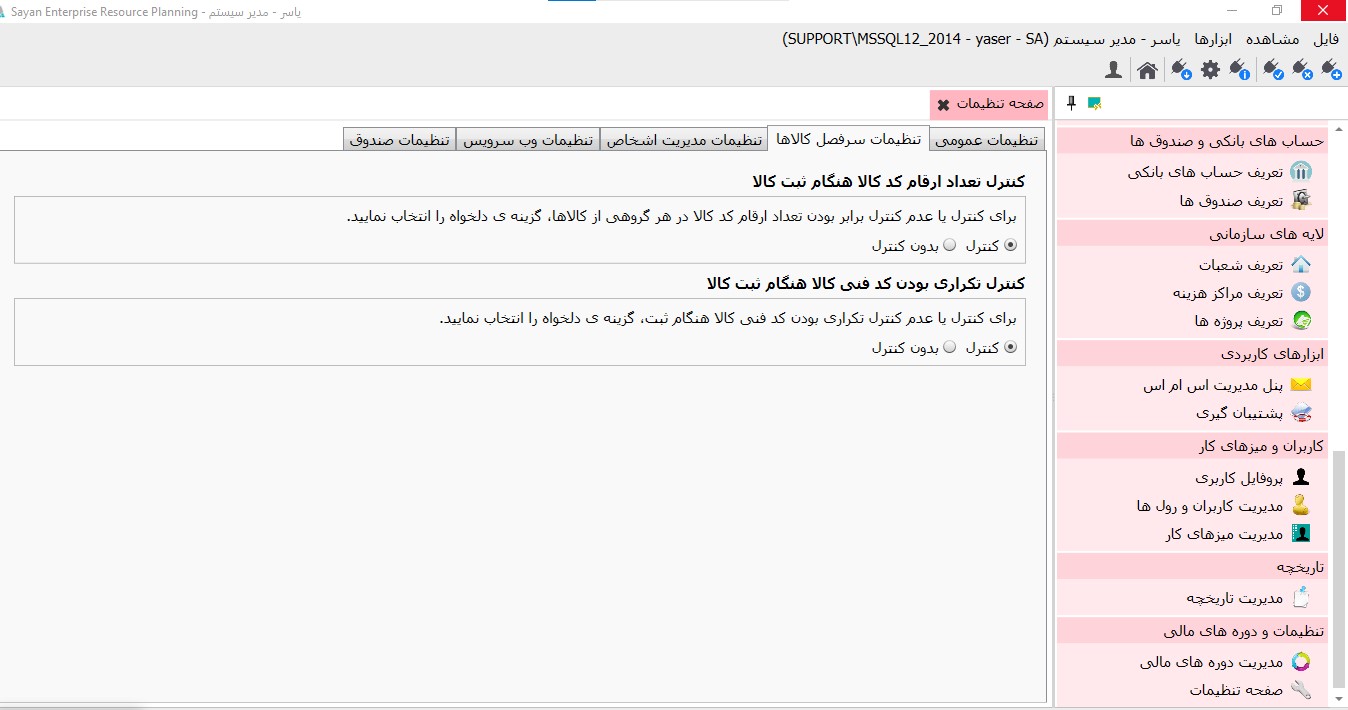 Sayan Enterprise Resource Planning - یاسر - مدیر سیستم
فایل مشاهده ابزارها یاسر - مدیر سیستم (SUPPORT\MSSQL12_2014 - yaser - SA)
صفحه تنظیمات
تنظیمات عمومی تنظیمات سرفصل کالاها تنظیمات مدیریت اشخاص تنظیمات وب سرویس تنظیمات صندوق
کنترل تعداد ارقام کد کالا هنگام ثبت کالا
برای کنترل یا عدم کنترل برابر بودن تعداد ارقام کد کالا در هر گروهی از کالاها، گزینه ی دلخواه را انتخاب نمایید.
کنترل بدون کنترل
کنترل تکراری بودن کد فنی کالا هنگام ثبت کالا
برای کنترل یا عدم کنترل تکراری بودن کد فنی کالا هنگام ثبت، گزینه ی دلخواه را انتخاب نمایید.
کنترل بدون کنترل
حساب های بانکی و صندوق ها
تعریف حساب های بانکی
تعریف صندوق ها
لایه های سازمانی
تعریف شعبات
تعریف مراکز هزینه
تعریف پروژه ها
ابزارهای کاربردی
پنل مدیریت اس ام اس
پشتیبان گیری
کاربران و میزهای کار
پروفایل کاربری
مدیریت کاربران و رول ها
مدیریت میزهای کار
تاریخچه
مدیریت تاریخچه
تنظیمات و دوره های مالی
مدیریت دوره های مالی
صفحه تنظیمات